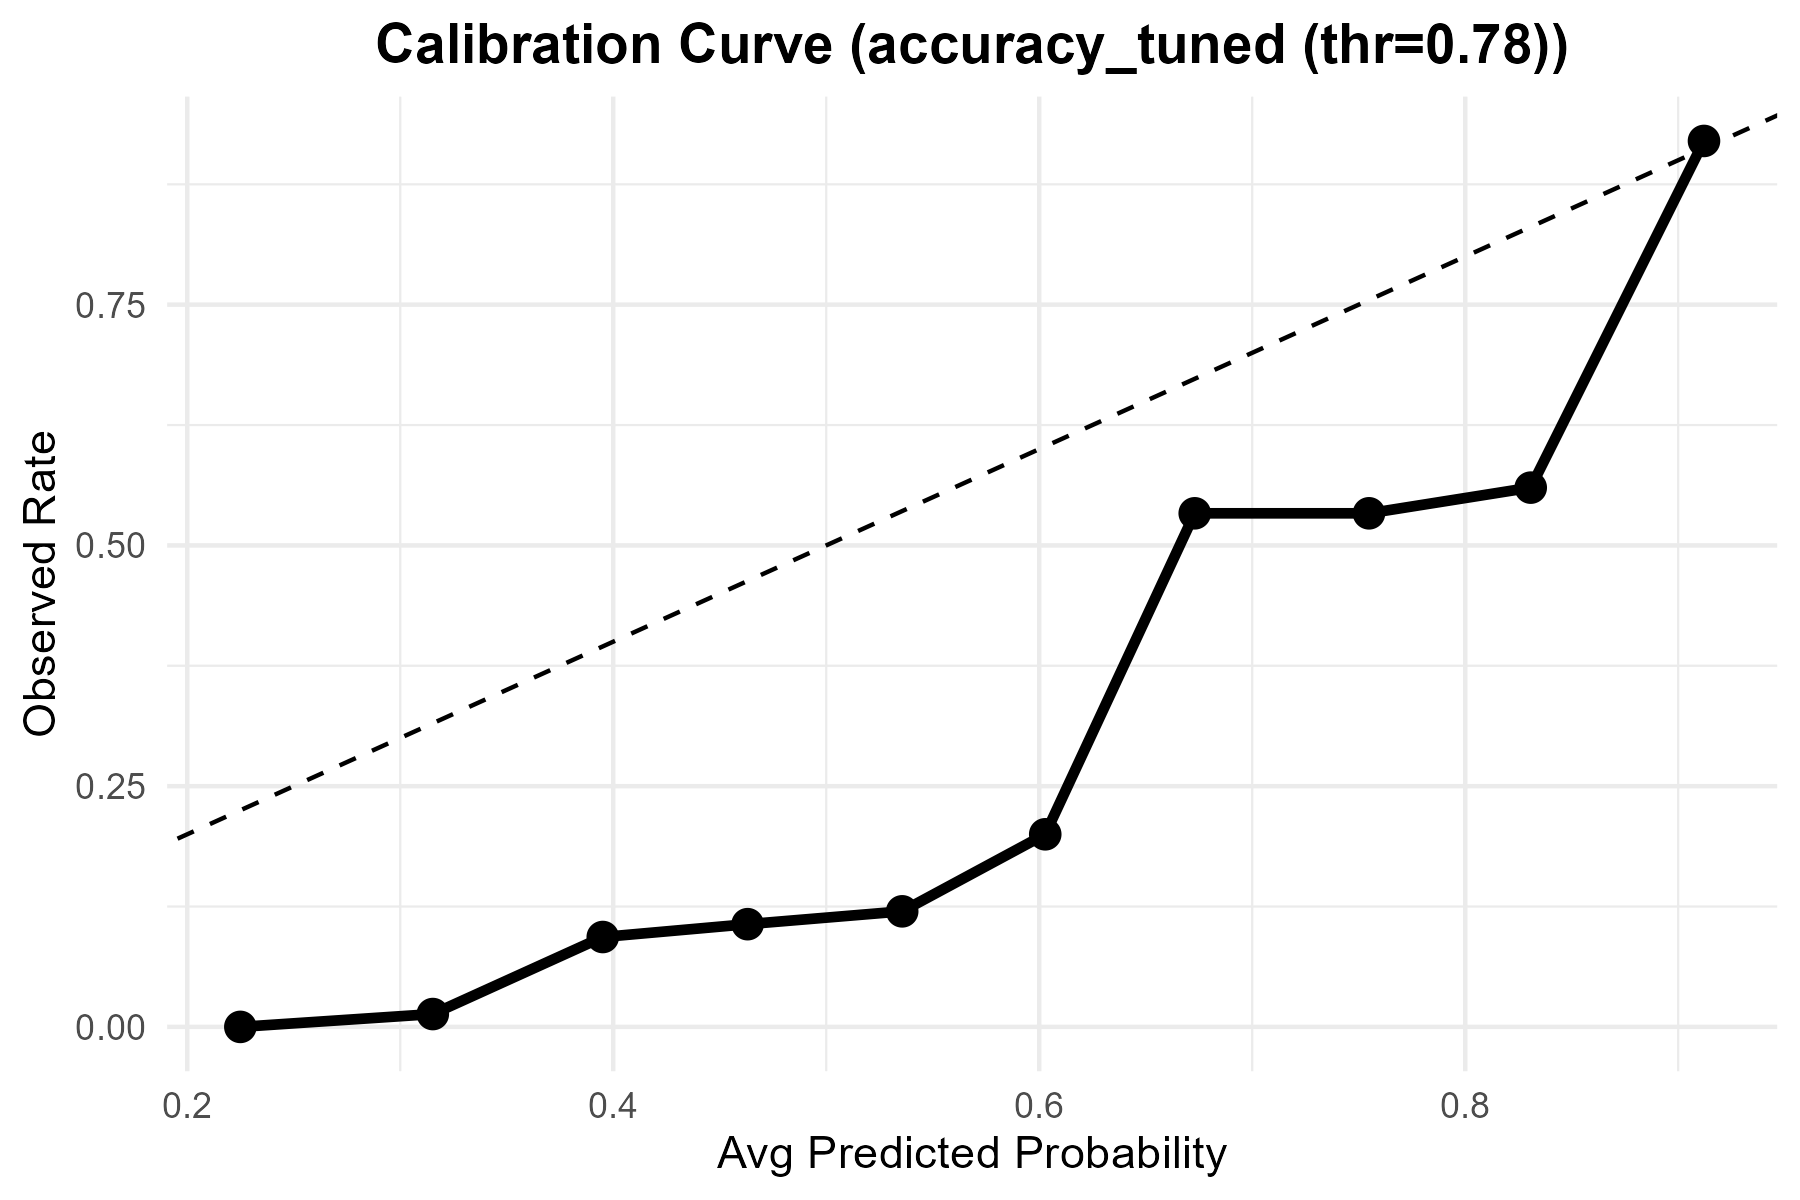 Calibration Curve (accuracy_tuned (thr=0.78))
Observed Rate
0.75
0.50
0.25
0.00
0.2 0.4 0.6 0.8
Avg Predicted Probability